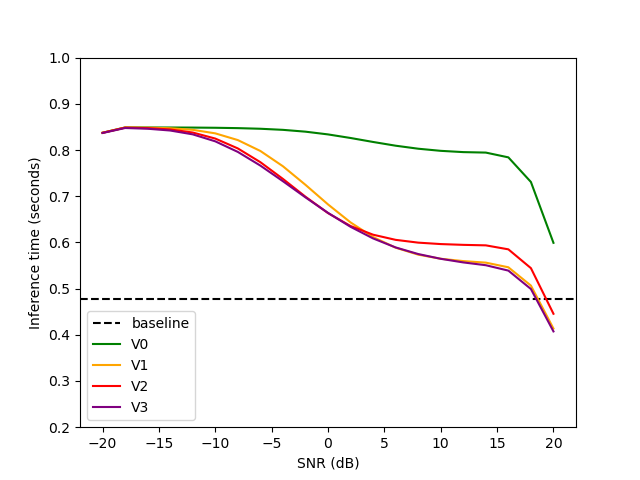 1.0
0.9
0.8
0.7
0.6
0.5
0.4
0.3
0.2
Inference time (seconds)
baseline
V0
V1
V2
V3
−20 −15 −10 −5 0 5 10 15 20
SNR (dB)